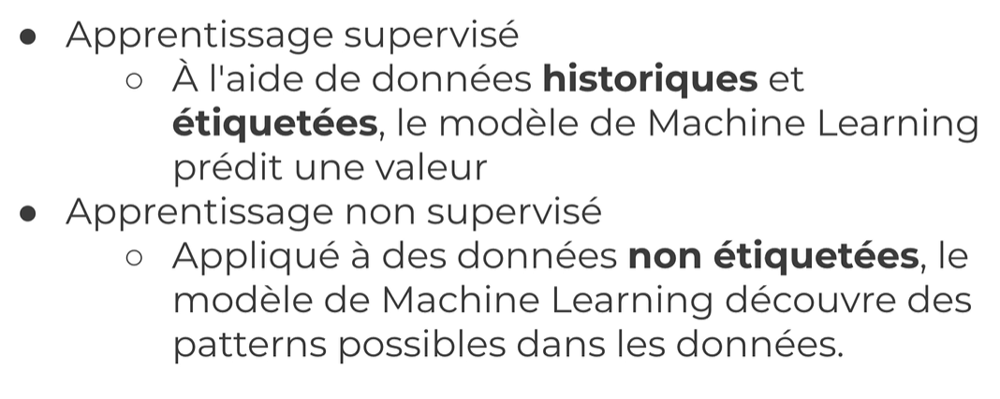 ● Apprentissage supervisé
○ À l'aide de données historiques et
étiquetées, le modèle de Machine Learning
prédit une valeur
● Apprentissage non supervisé
○ Appliqué à des données non étiquetées, le
modèle de Machine Learning découvre des
patterns possibles dans les données.